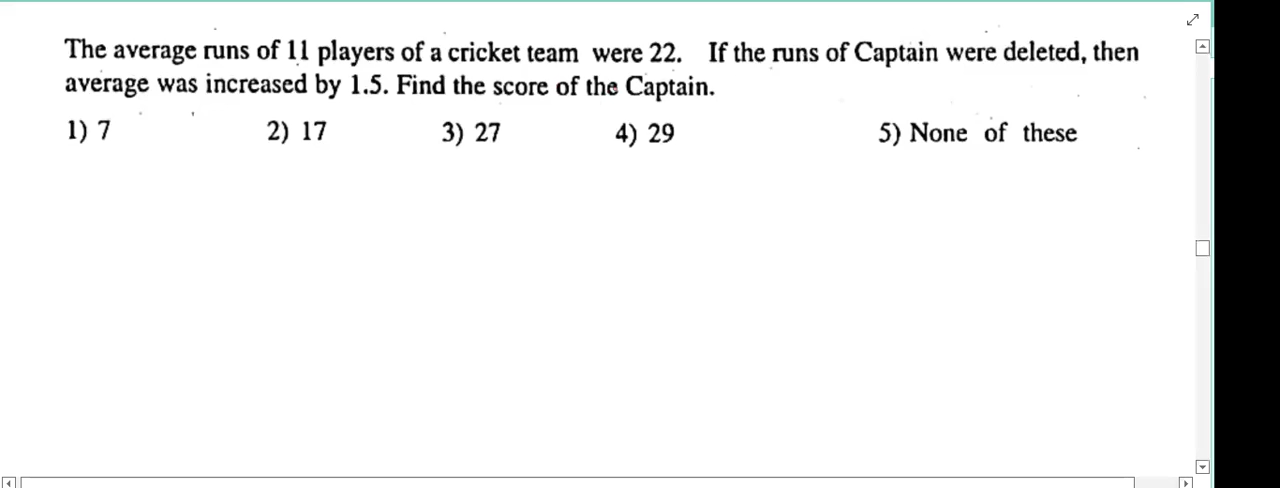 The average runs of 11 players of a cricket team were 22. If the runs of Captain were deleted, then
average was increased by 1.5. Find the score of the Captain.
1) 7 2) 17 3) 27 4) 29 5) None of these